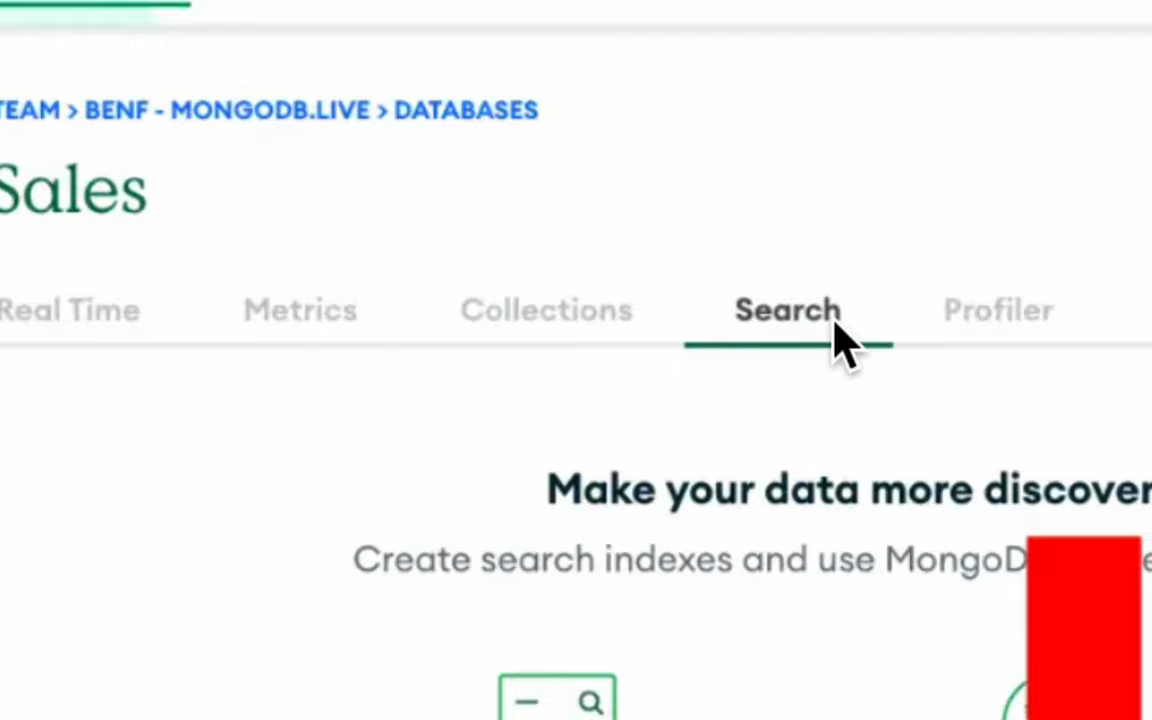 TEAM > BENF - MONGODB.LIVE > DATABASES
Sales
Real Time Metrics Collections Search Profiler
Make your data more discover
Create search indexes and use MongoD